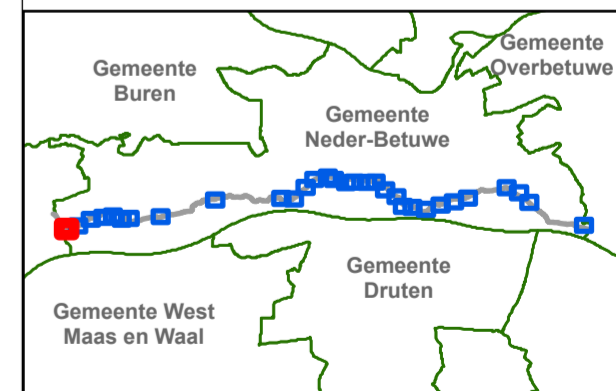 Gemeente
Overbetuwe
Gemeente
Buren
Gemeente
Neder-Betuwe
Gemeente
Druten
Gemeente West
Maas en Waal